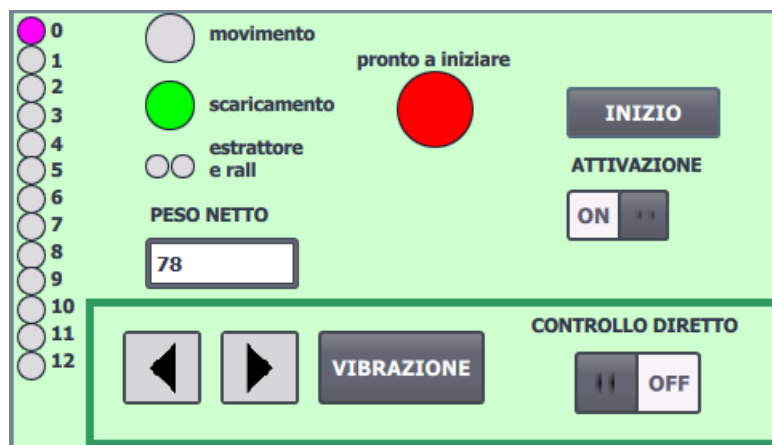 0
1
2
3
4
5
6
7
8
9
10
11
12
movimento
scaricamento
estrattore
e rall
PESO NETTO
78
pronto a iniziare
INIZIO
ATTIVAZIONE
ON
VIBRAZIONE
CONTROLLO DIRETTO
OFF